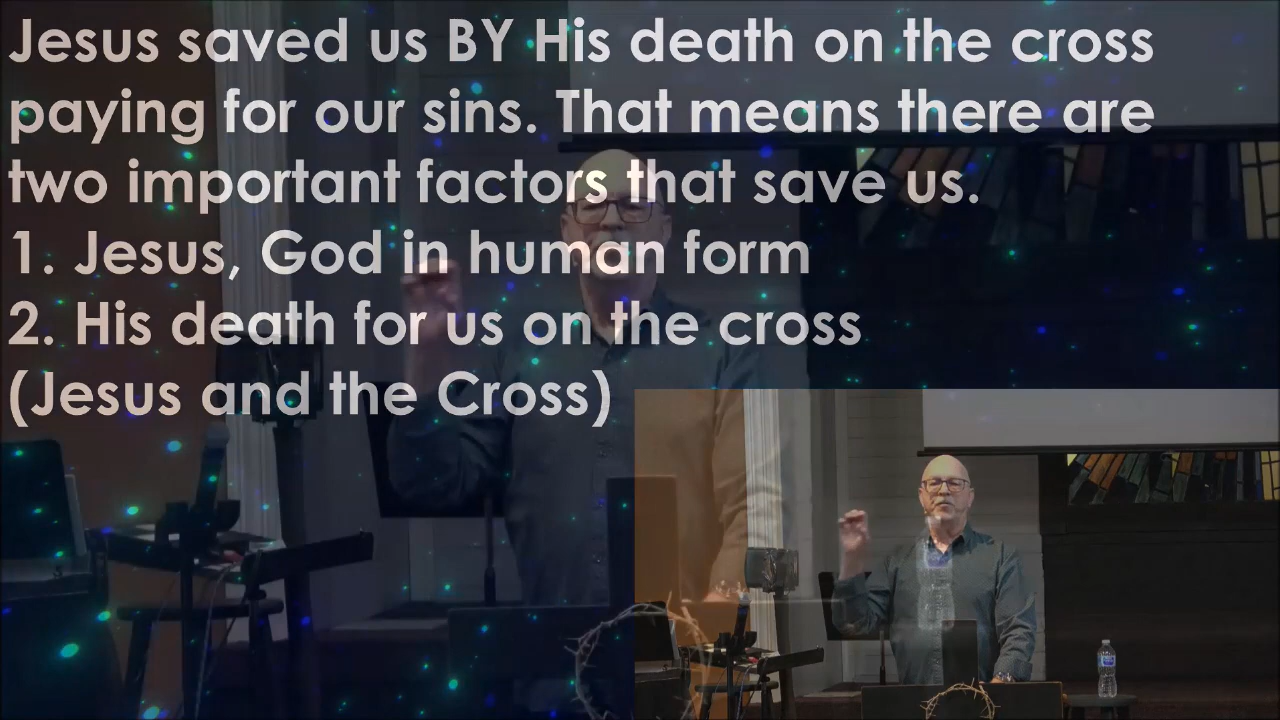 Jesus saved us BY His death on the cross
paying for our sins. That means there are
two important factors that save us.
1. Jesus, God in human form
2. His death for us on the cross
(Jesus and the Cross)